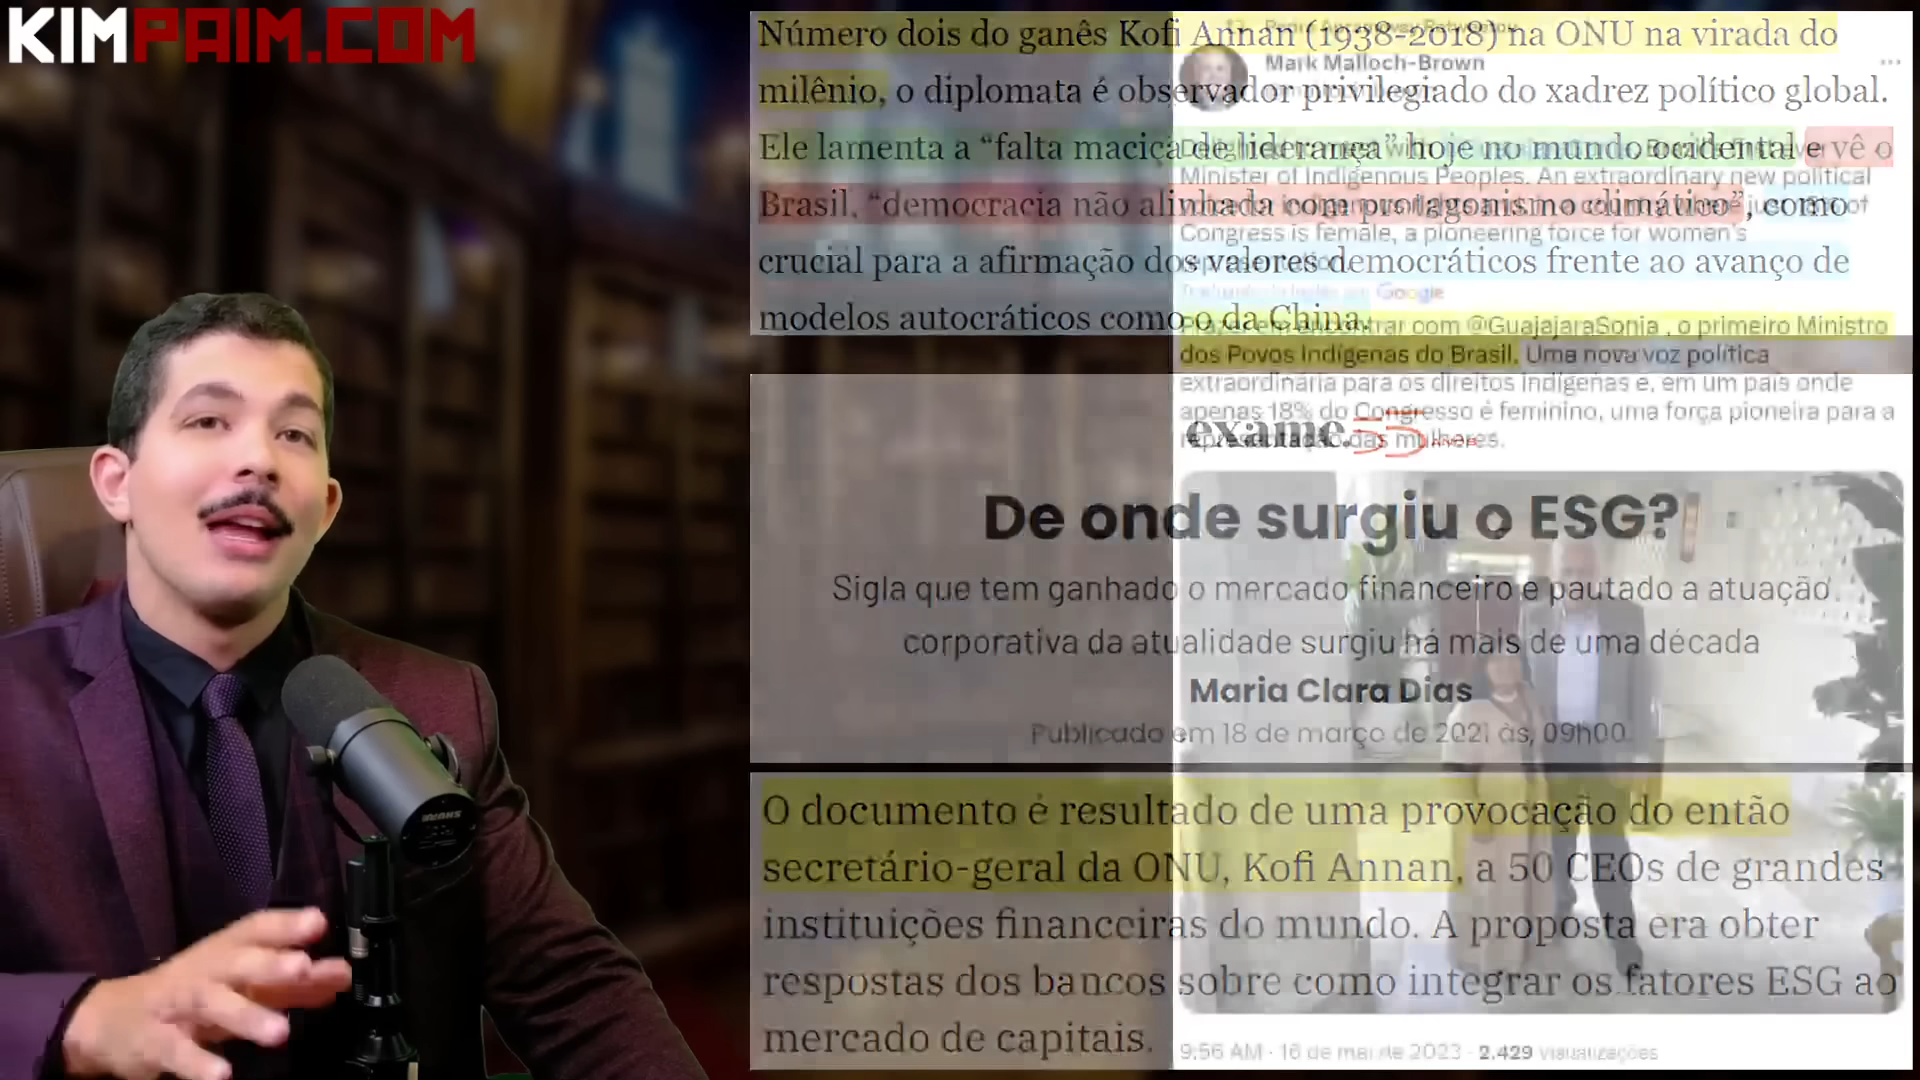 KIMPAIM.COM
Número dois do ganês Kofi Annan (1938-2018) na ONU na virada do
milênio, o diplomata é observador privilegiado do xadrez político global.
Ele lamenta a “falta maciça de liderança” hoje no mundo ocidental e vê o
Brasil, “democracia não alinhada com protagonismo climático”, como
crucial para a afirmação dos valores democráticos frente ao avanço de
modelos autocráticos como o da China.
exame.
De onde surgiu o ESG?
Sigla que tem ganhado o mercado financeiro e pautado a atuação
corporativa da atualidade surgiu há mais de uma década
Maria Clara Dias
Publicado em 18 de março de 2021 às, 09h00.
O documento é resultado de uma provocação do então
secretário-geral da ONU, Kofi Annan, a 50 CEOs de grandes
instituições financeiras do mundo. A proposta era obter
respostas dos bancos sobre como integrar os fatores ESG ao
mercado de capitais.
Mark Malloch-Brown
Minister of Indigenous Peoples. An extraordinary new political
Congress is female, a pioneering force for women's
Google
encontrar com @GuajajaraSonia , o primeiro Ministro
dos Povos Indígenas do Brasil. Uma nova voz política
extraordinária para os direitos indígenas e, em um país onde
apenas 18% do Congresso é feminino, uma força pioneira para a
representação das mulheres.
9:56 AM · 16 de mai de 2023 · 2.429 visualizações
SHURE